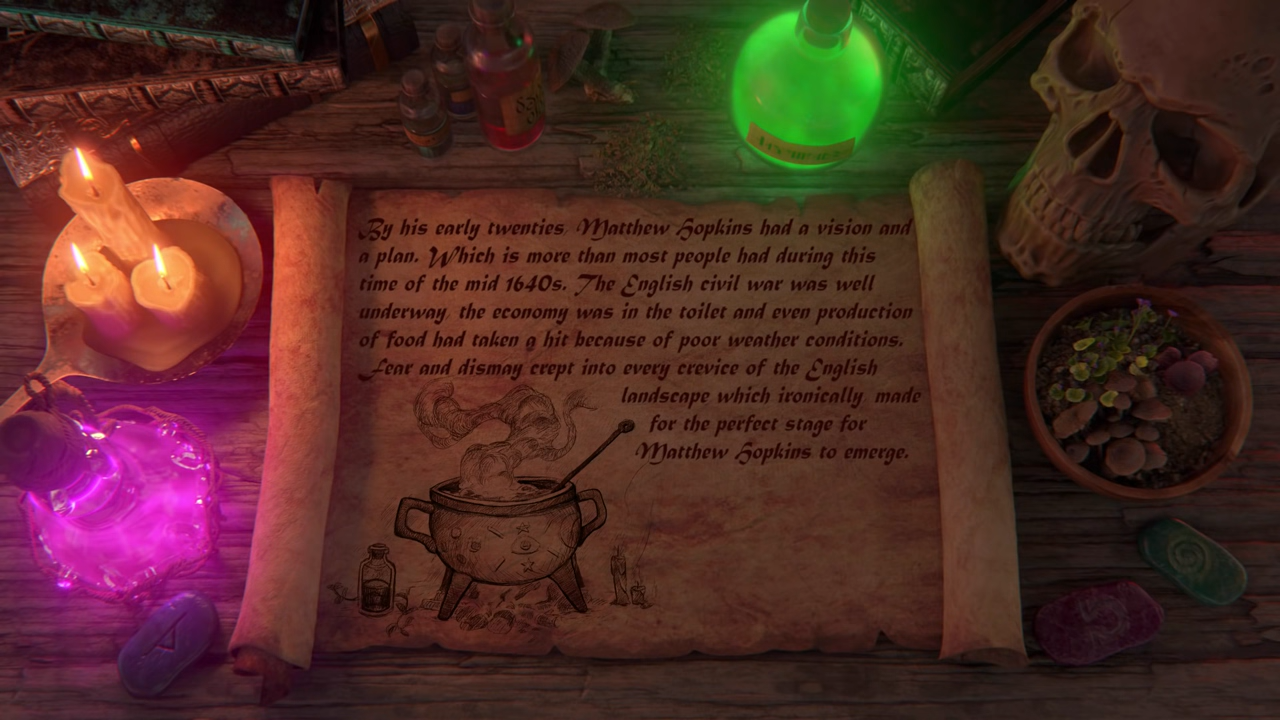 By his early twenties, Matthew Hopkins had a vision and
a plan. Which is more than most people had during this
time of the mid 1640s. The English civil war was well
underway, the economy was in the toilet and even production
of food had taken a hit because of poor weather conditions.
Fear and dismay crept into every crevice of the English
landscape which ironically, made
for the perfect stage for
Matthew Hopkins to emerge.